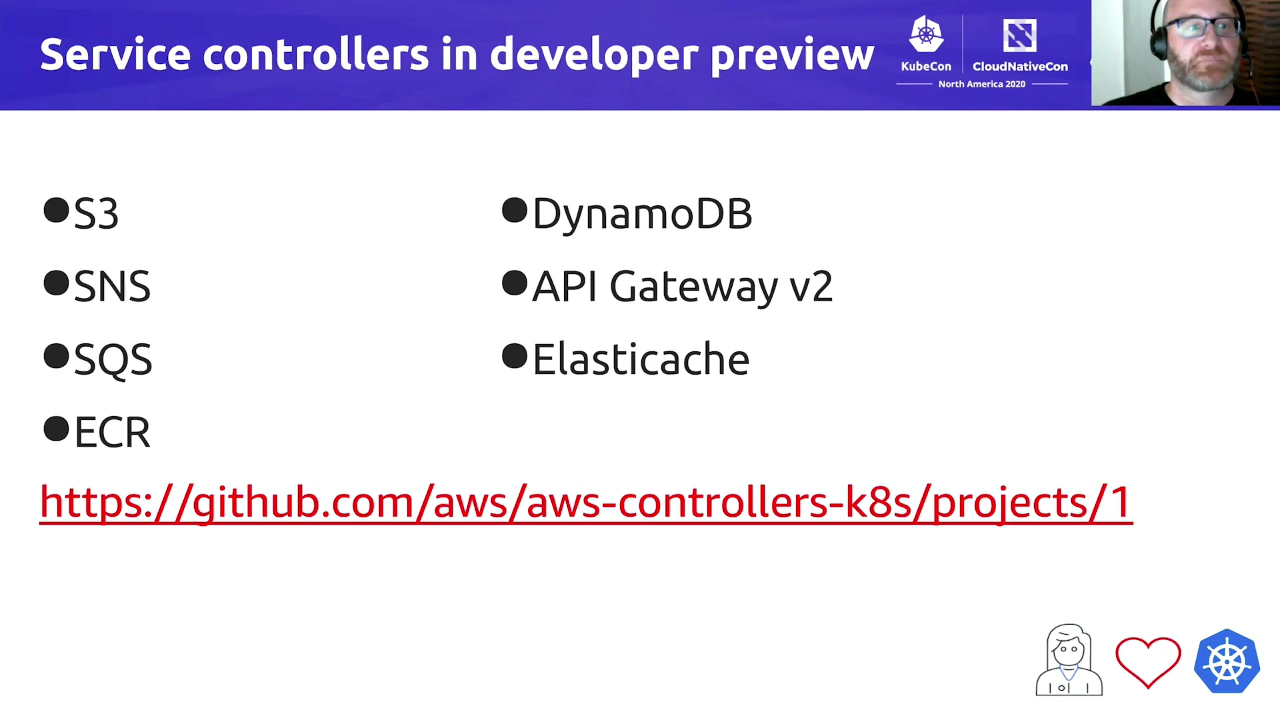 Service controllers in developer preview
KubeCon
CloudNativeCon
North America 2020
●S3
●SNS
●SQS
●ECR
●DynamoDB
●API Gateway v2
●Elasticache
https://github.com/aws/aws-controllers-k8s/projects/1